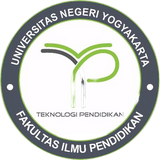 UNIVERSITAS NEGERI YOGYAKARTA
TEKNOLOGI PENDIDIKAN
FAKULTAS ILMU PENDIDIKAN